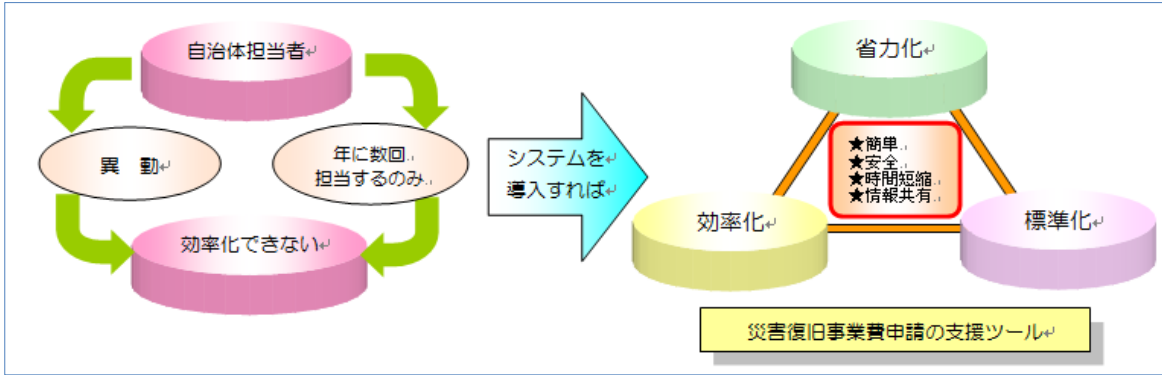 自治体担当者
異 動
年に数回
担当するのみ
効率化できない
システムを
導入すれば
省力化
★簡単
★安全
★時間短縮
★情報共有
効率化
標準化
災害復旧事業費申請の支援ツール